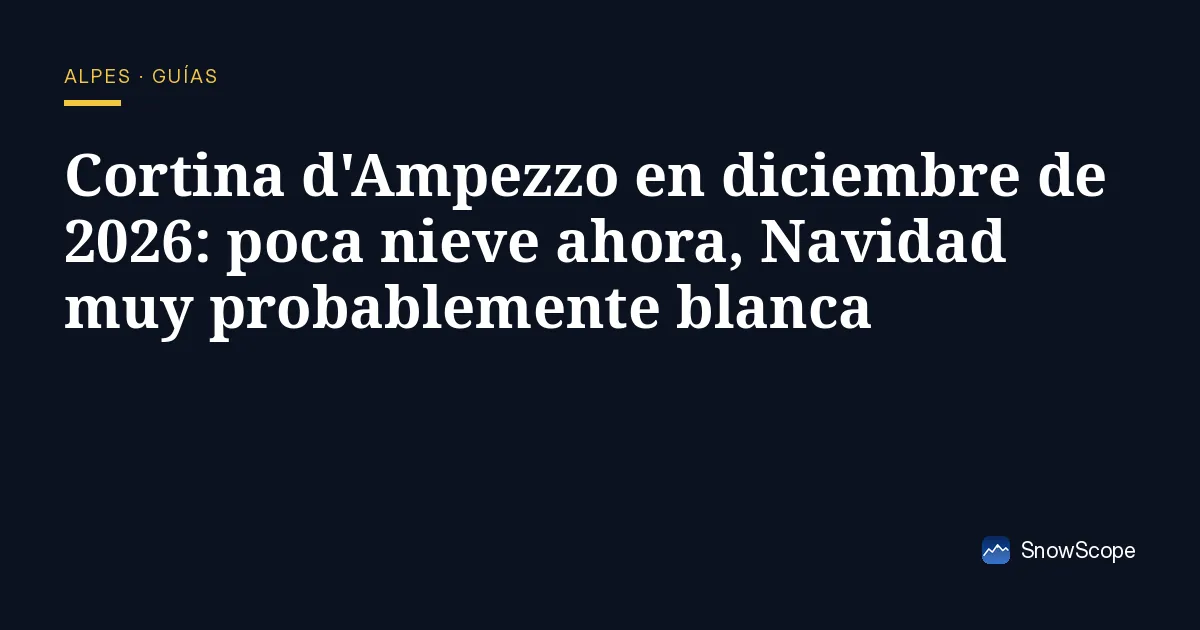 ALPES · GUÍAS
Cortina d'Ampezzo en diciembre de
2026: poca nieve ahora, Navidad
muy probablemente blanca
SnowScope